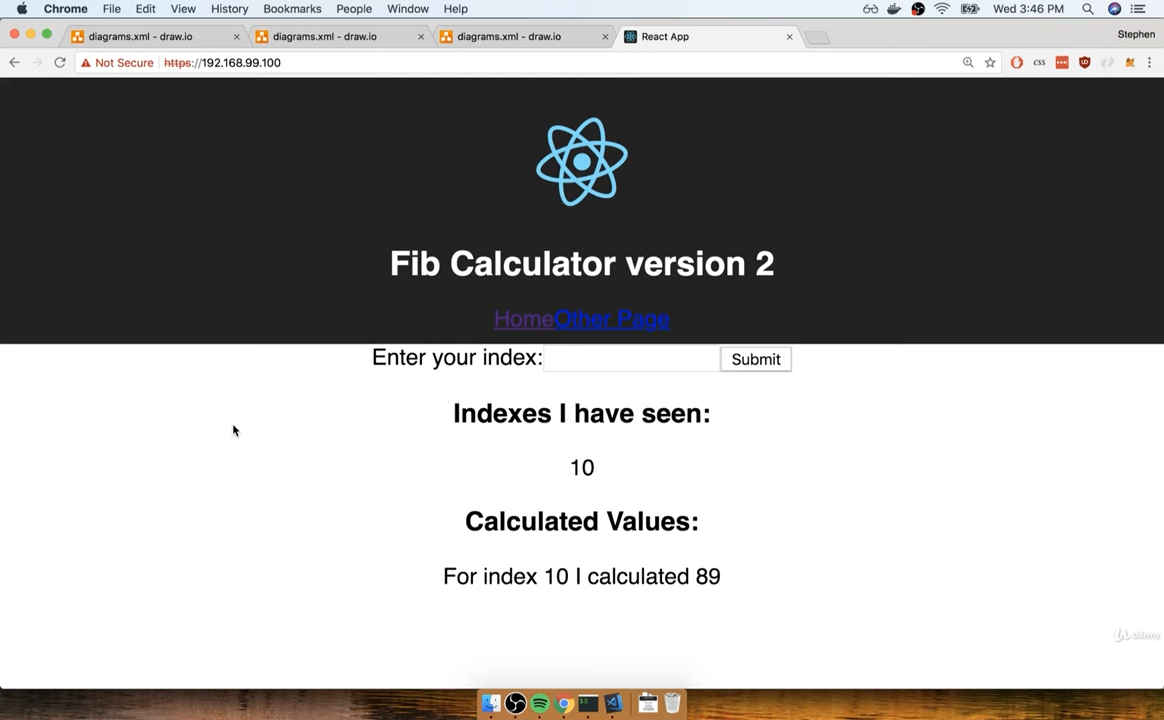 Chrome File Edit View History Bookmarks People Window Help Wed 3:46 PM
diagrams.xml - draw.io diagrams.xml - draw.io diagrams.xml - draw.io React App Stephen
Not Secure https://192.168.99.100 css
Fib Calculator version 2
HomeOther Page
Enter your index: Submit
Indexes I have seen:
10
Calculated Values:
For index 10 I calculated 89
Udemy